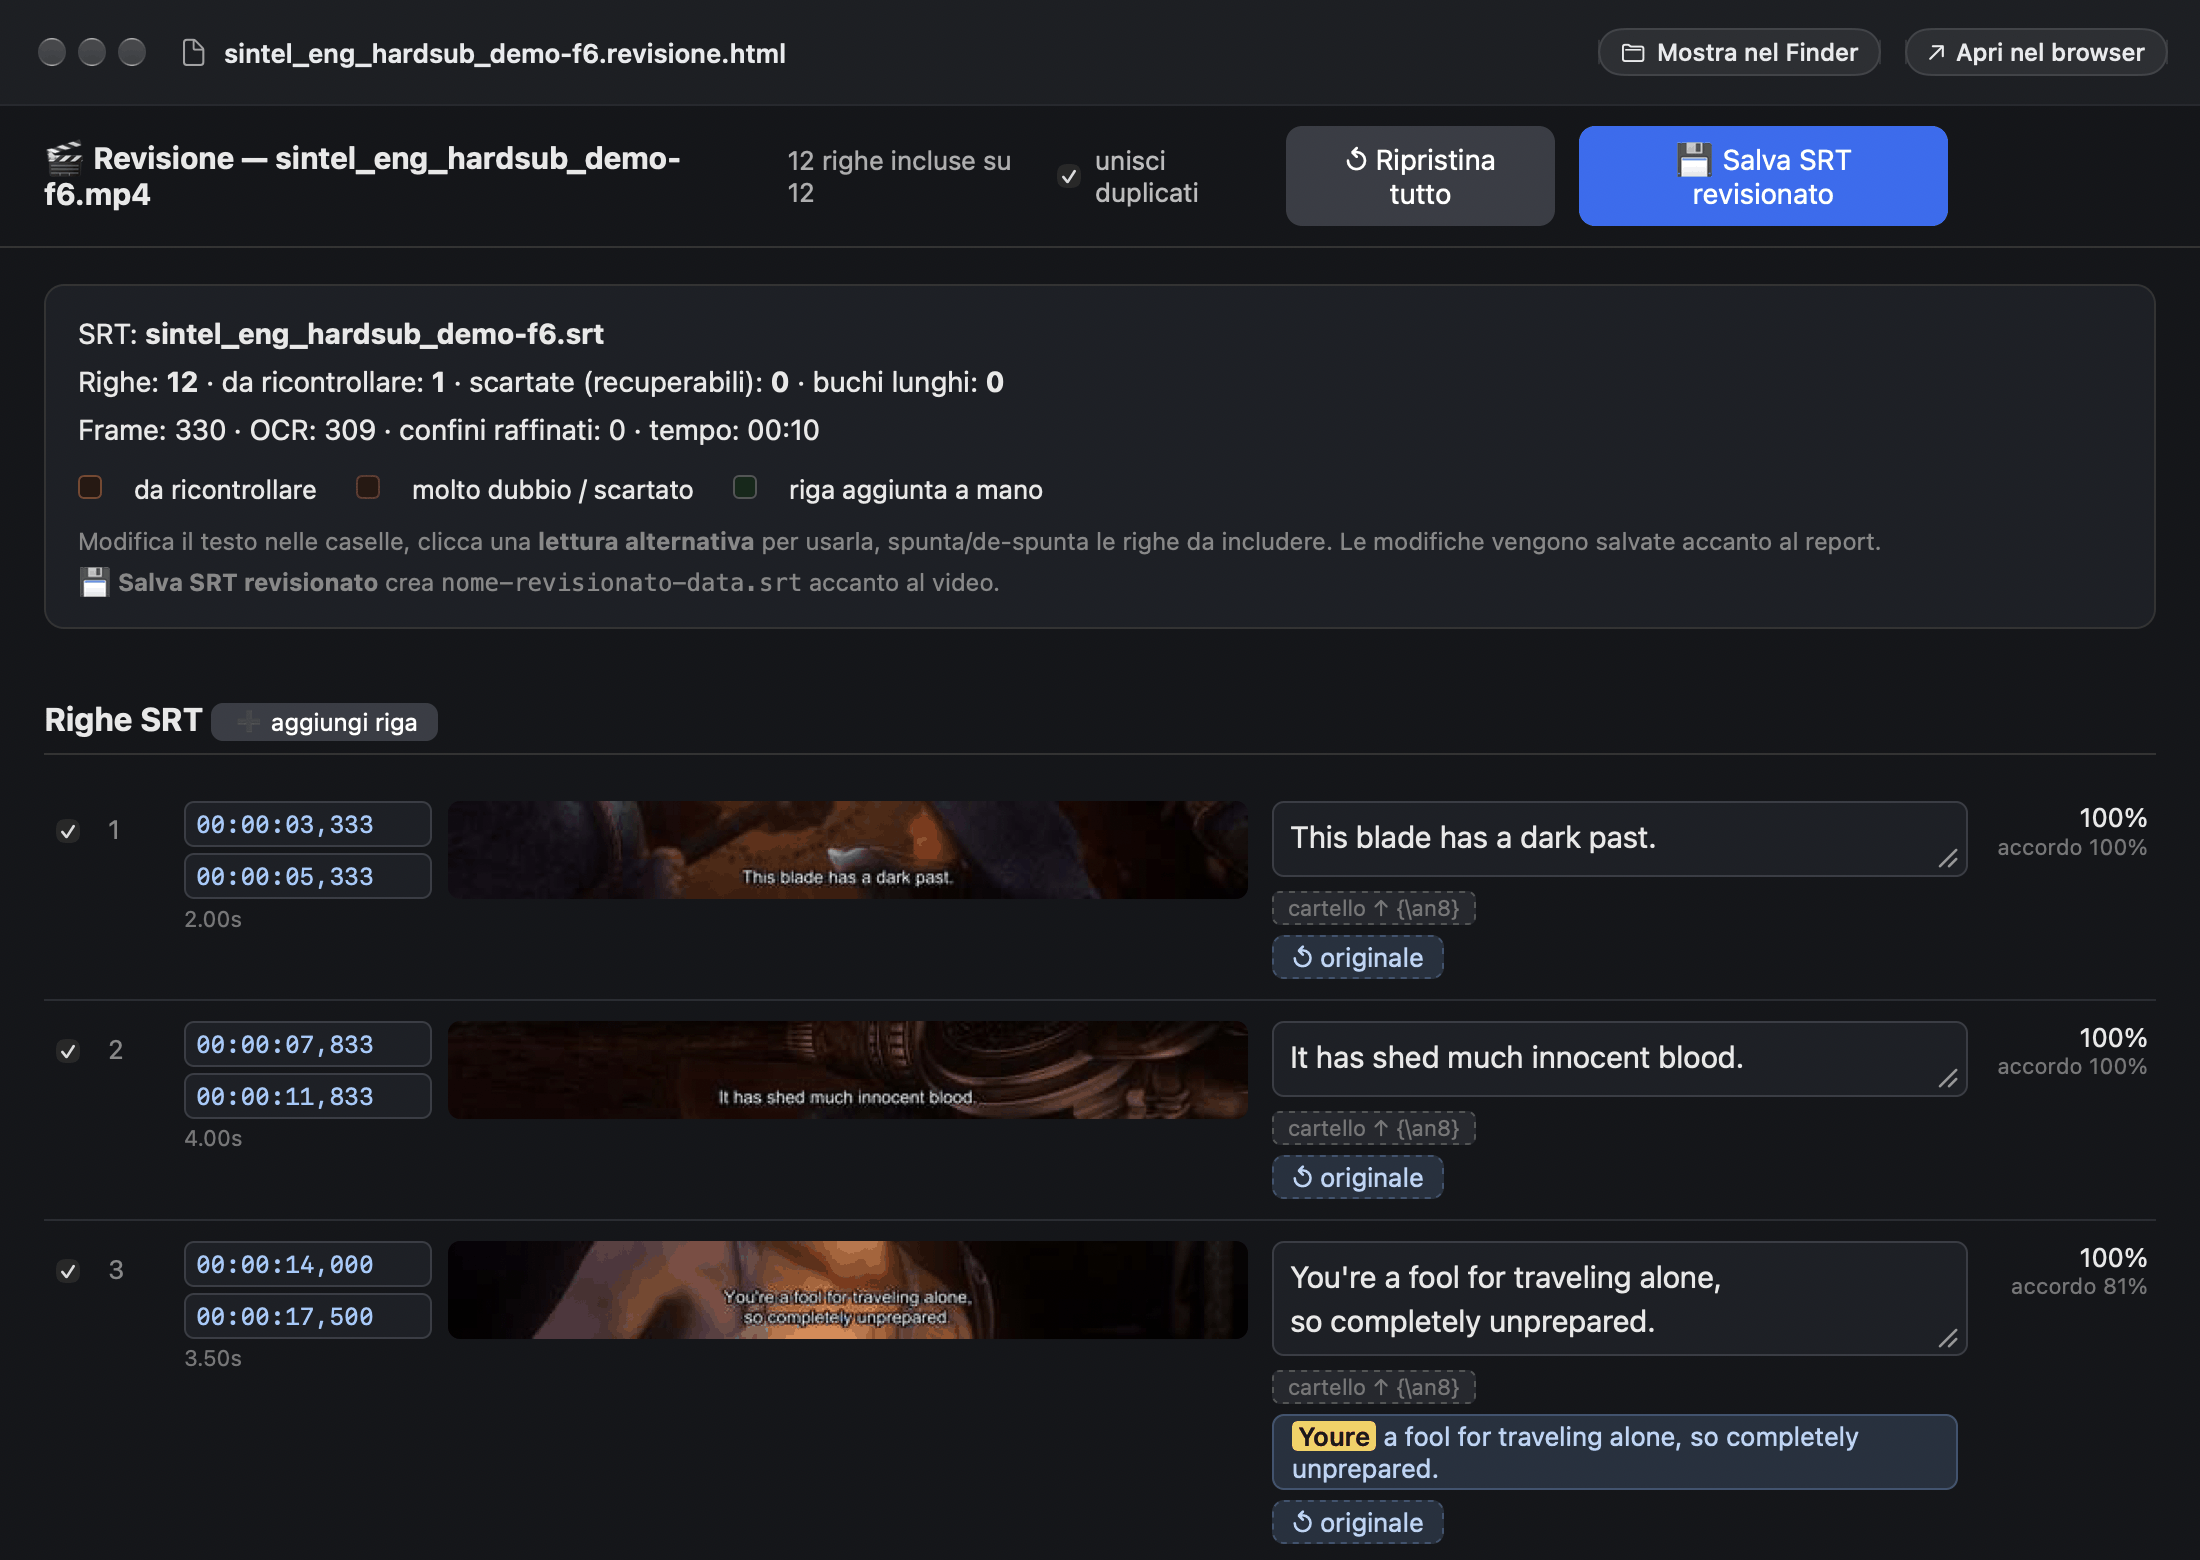 sintel_eng_hardsub_demo-f6.revisione.html
Mostra nel Finder
Apri nel browser
Revisione — sintel_eng_hardsub_demo-
f6.mp4
12 righe incluse su
12
unisci
duplicati
Ripristina
tutto
Salva SRT
revisionato
SRT: sintel_eng_hardsub_demo-f6.srt
Righe: 12 · da ricontrollare: 1 · scartate (recuperabili): 0 · buchi lunghi: 0
Frame: 330 · OCR: 309 · confini raffinati: 0 · tempo: 00:10
da ricontrollare
molto dubbio / scartato
riga aggiunta a mano
Modifica il testo nelle caselle, clicca una lettura alternativa per usarla, spunta/de-spunta le righe da includere. Le modifiche vengono salvate accanto al report.
Salva SRT revisionato crea nome-revisionato-data.srt accanto al video.
Righe SRT
aggiungi riga
1
00:00:03,333
00:00:05,333
2.00s
This blade has a dark past.
This blade has a dark past.
cartello ↑ {\an8}
originale
100%
accordo 100%
2
00:00:07,833
00:00:11,833
4.00s
It has shed much innocent blood.
It has shed much innocent blood.
cartello ↑ {\an8}
originale
100%
accordo 100%
3
00:00:14,000
00:00:17,500
3.50s
You're a fool for traveling alone,
so completely unprepared.
You're a fool for traveling alone,
so completely unprepared.
cartello ↑ {\an8}
Youre a fool for traveling alone, so completely
unprepared.
originale
100%
accordo 81%